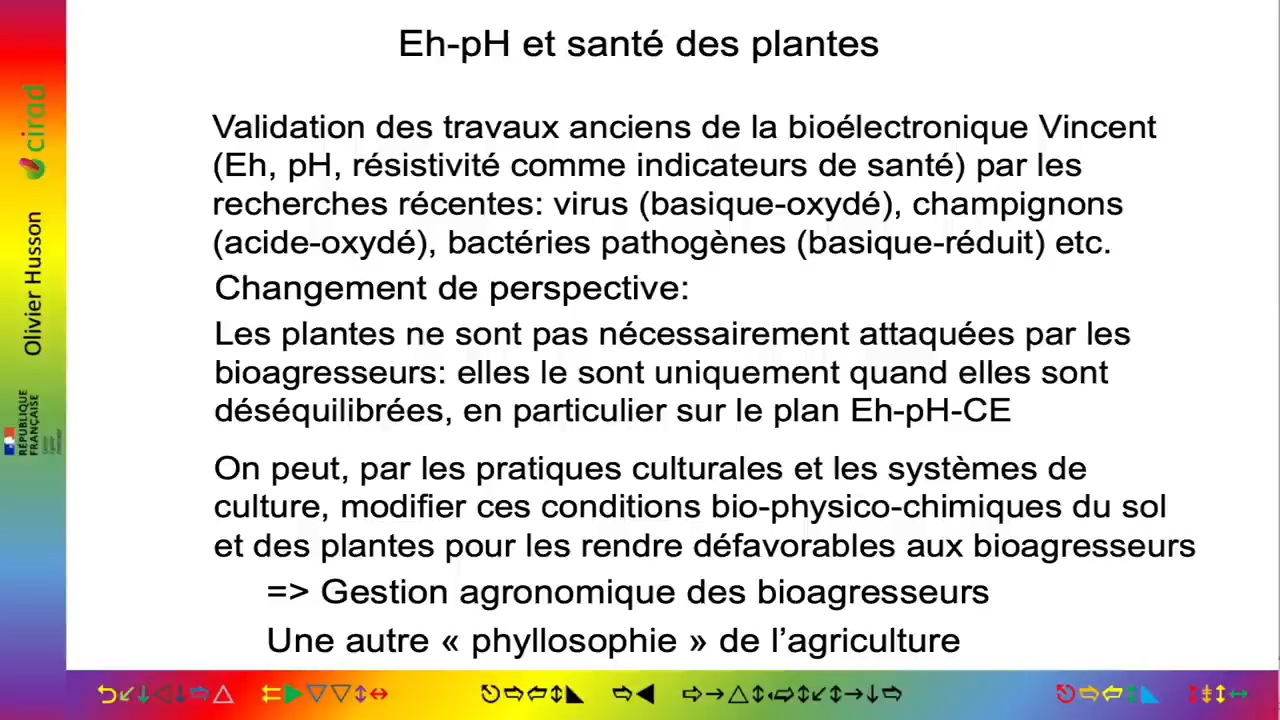 Eh-pH et santé des plantes
Validation des travaux anciens de la bioélectronique Vincent
(Eh, pH, résistivité comme indicateurs de santé) par les
recherches récentes: virus (basique-oxydé), champignons
(acide-oxydé), bactéries pathogènes (basique-réduit) etc.
Changement de perspective:
Les plantes ne sont pas nécessairement attaquées par les
bioagresseurs: elles le sont uniquement quand elles sont
déséquilibrées, en particulier sur le plan Eh-pH-CE
On peut, par les pratiques culturales et les systèmes de
culture, modifier ces conditions bio-physico-chimiques du sol
et des plantes pour les rendre défavorables aux bioagresseurs
=> Gestion agronomique des bioagresseurs
Une autre « phyllosophie » de l’agriculture
cirad
Olivier Husson
RÉPUBLIQUE
FRANÇAISE